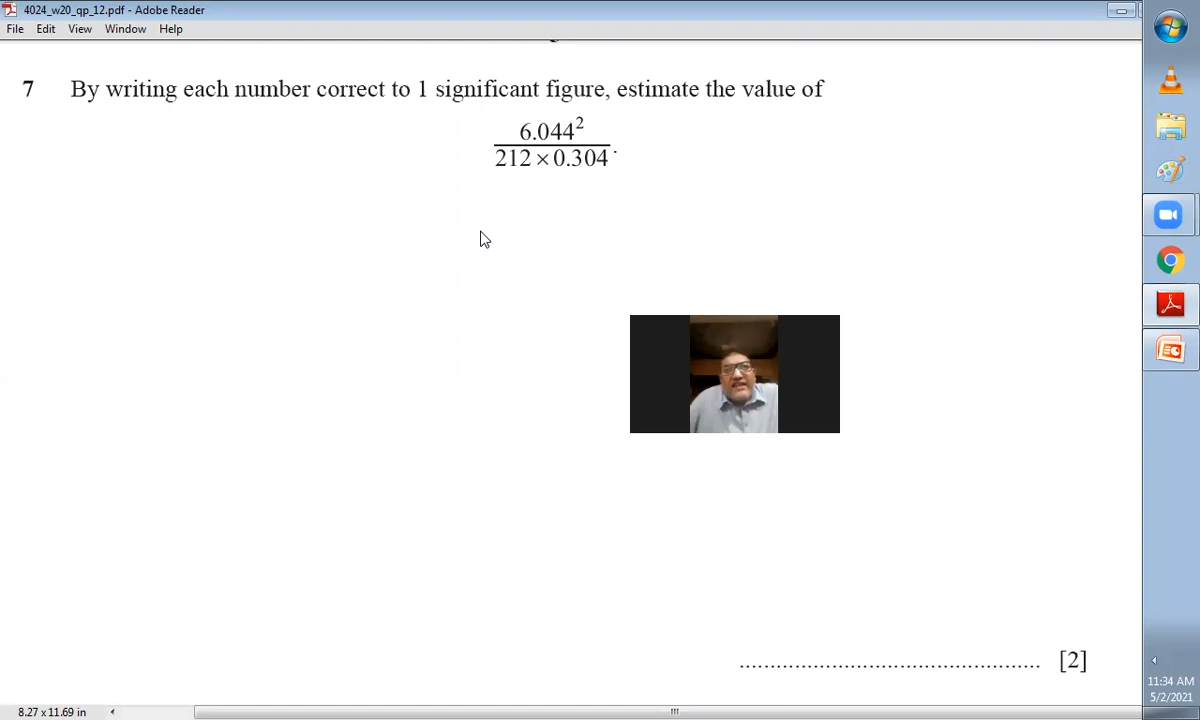 4024_w20_qp_12.pdf - Adobe Reader
File Edit View Window Help
7 By writing each number correct to 1 significant figure, estimate the value of
6.044²
212 × 0.304 .
.................................................. [2]
8.27 x 11.69 in
11:34 AM
5/2/2021